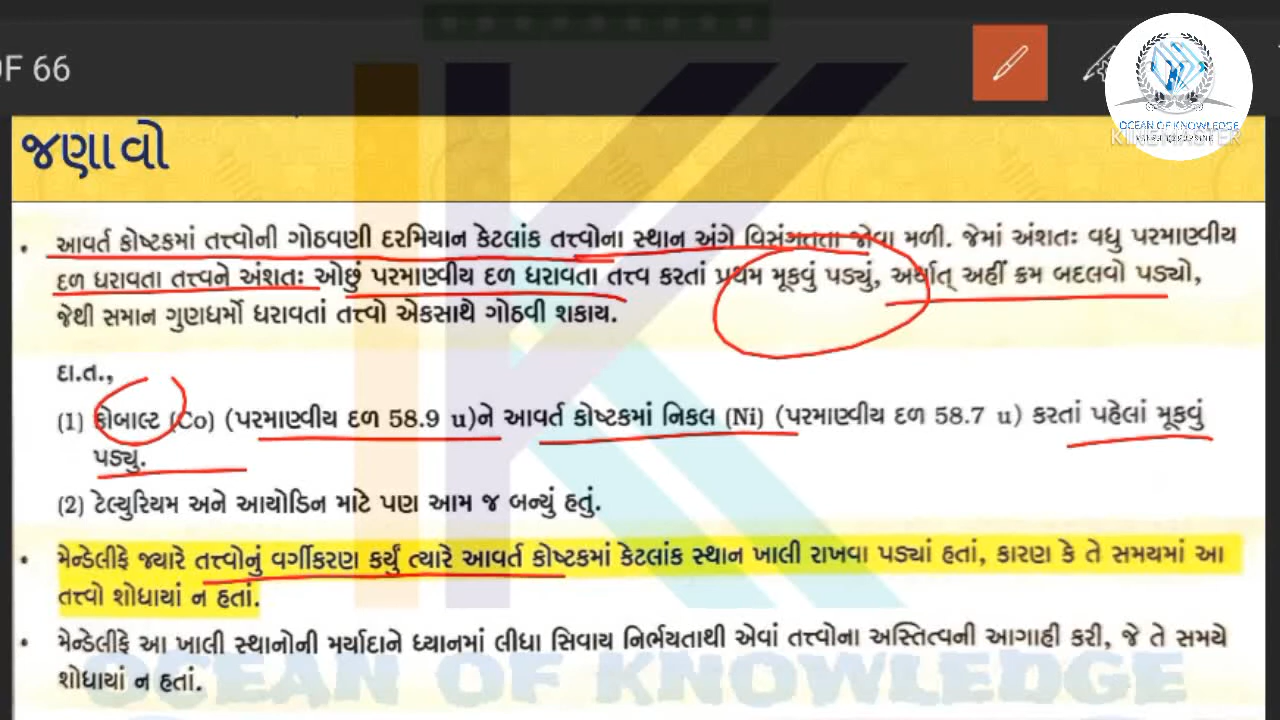 OF 66
OCEAN OF KNOWLEDGE
KINEMASTER
જણાવો
• આવર્ત કોષ્ટકમાં તત્ત્વોની ગોઠવણી દરમિયાન કેટલાંક તત્ત્વોના સ્થાન અંગે વિસંગતતા જોવા મળી. જેમાં અંશતઃ વધુ પરમાણ્વીય
દળ ધરાવતા તત્ત્વને અંશતઃ ઓછું પરમાણ્વીય દળ ધરાવતા તત્ત્વ કરતાં પ્રથમ મૂકવું પડ્યું, અર્થાત્ અહીં ક્રમ બદલવો પડ્યો,
જેથી સમાન ગુણધર્મો ધરાવતાં તત્ત્વો એકસાથે ગોઠવી શકાય.
દા.ત.,
(1) કોબાલ્ટ (Co) (પરમાણ્વીય દળ 58.9 u)ને આવર્ત કોષ્ટકમાં નિકલ (Ni) (પરમાણ્વીય દળ 58.7 u) કરતાં પહેલાં મૂકવું
પડ્યુ.
(2) ટેલ્યુરિયમ અને આયોડિન માટે પણ આમ જ બન્યું હતું.
• મેન્ડેલીફે જ્યારે તત્ત્વોનું વર્ગીકરણ કર્યું ત્યારે આવર્ત કોષ્ટકમાં કેટલાંક સ્થાન ખાલી રાખવા પડ્યાં હતાં, કારણ કે તે સમયમાં આ
તત્ત્વો શોધાયાં ન હતાં.
• મેન્ડેલીફે આ ખાલી સ્થાનોની મર્યાદાને ધ્યાનમાં લીધા સિવાય નિર્ભયતાથી એવાં તત્ત્વોના અસ્તિત્વની આગાહી કરી, જે તે સમયે
શોધાયાં ન હતાં.
OCEAN OF KNOWLEDGE